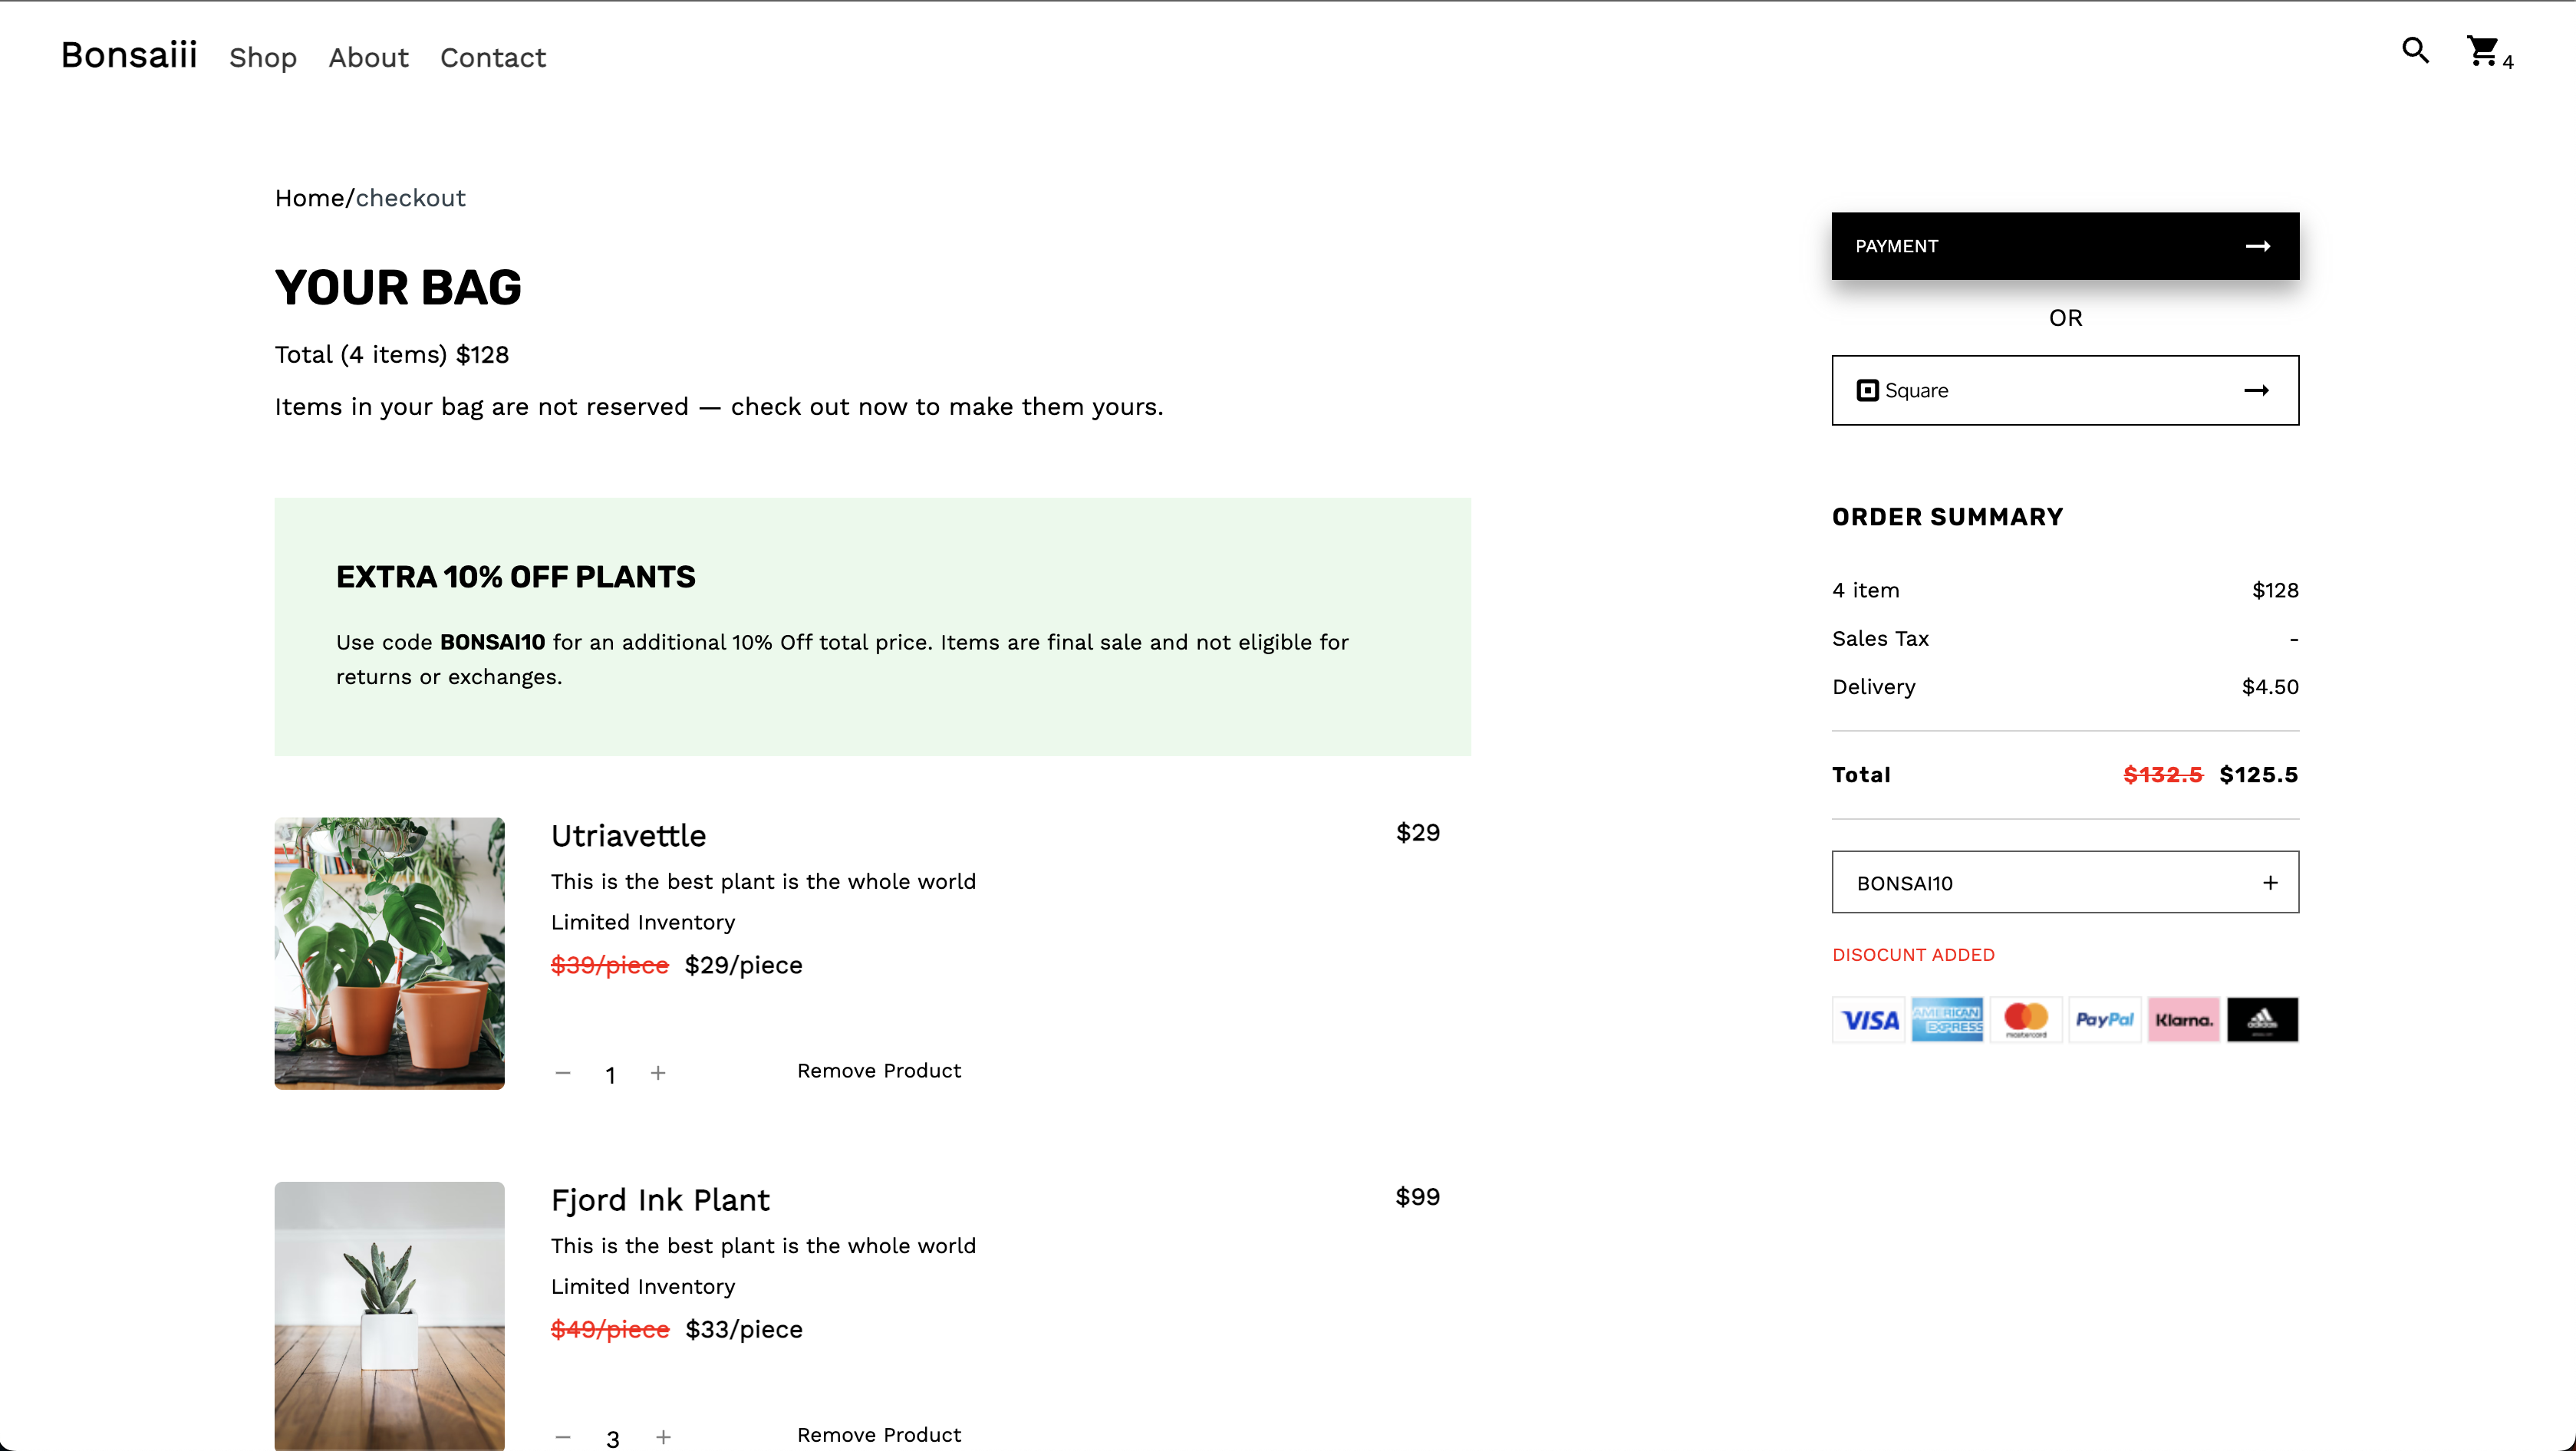 Bonsaiii Shop About Contact 4
Home/checkout
YOUR BAG
Total (4 items) $128
Items in your bag are not reserved — check out now to make them yours.
EXTRA 10% OFF PLANTS
Use code BONSAI10 for an additional 10% Off total price. Items are final sale and not eligible for
returns or exchanges.
Utriavettle $29
This is the best plant is the whole world
Limited Inventory
$39/piece $29/piece
− 1 + Remove Product
Fjord Ink Plant $99
This is the best plant is the whole world
Limited Inventory
$49/piece $33/piece
− 3 + Remove Product
PAYMENT
OR
Square
ORDER SUMMARY
4 item $128
Sales Tax -
Delivery $4.50
Total $132.5 $125.5
BONSAI10 +
DISOCUNT ADDED
VISA AMERICAN EXPRESS mastercard PayPal Klarna. adidas